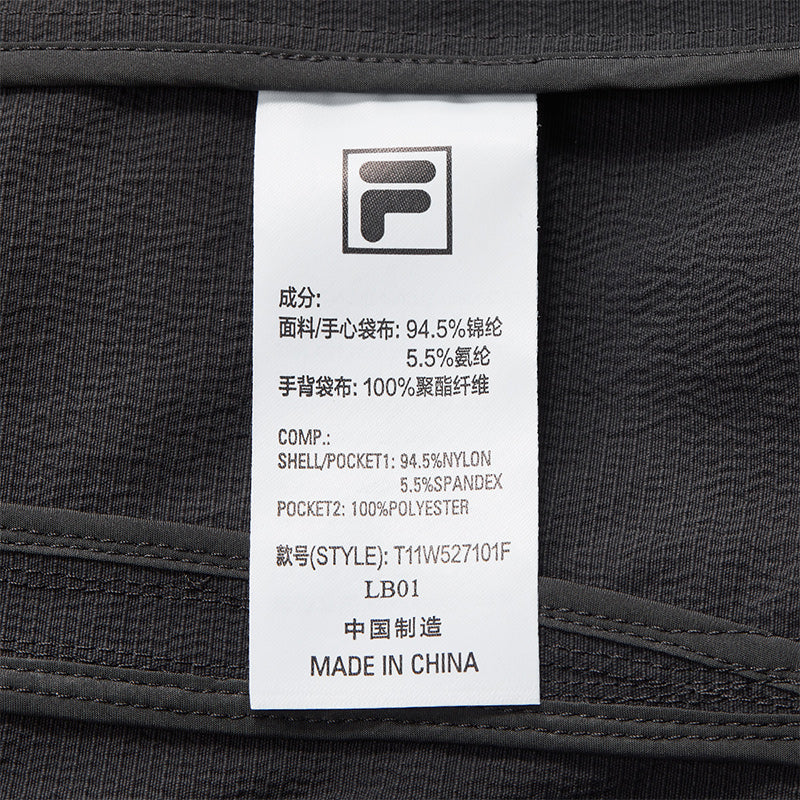 F
成分:
面料/手心袋布: 94.5%锦纶
5.5%氨纶
手背袋布: 100%聚酯纤维
COMP.:
SHELL/POCKET1: 94.5%NYLON
5.5%SPANDEX
POCKET2: 100%POLYESTER
款号(STYLE): T11W527101F
LB01
中国制造
MADE IN CHINA